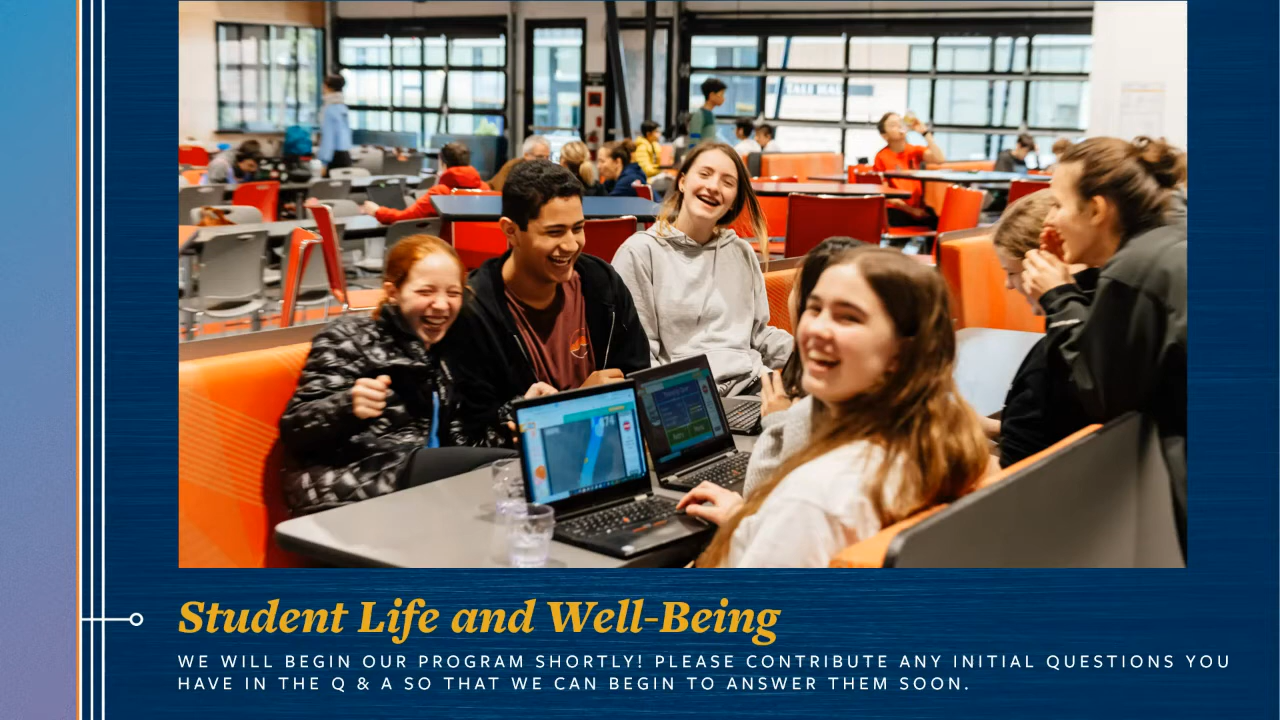 Student Life and Well-Being
WE WILL BEGIN OUR PROGRAM SHORTLY! PLEASE CONTRIBUTE ANY INITIAL QUESTIONS YOU
HAVE IN THE Q & A SO THAT WE CAN BEGIN TO ANSWER THEM SOON.